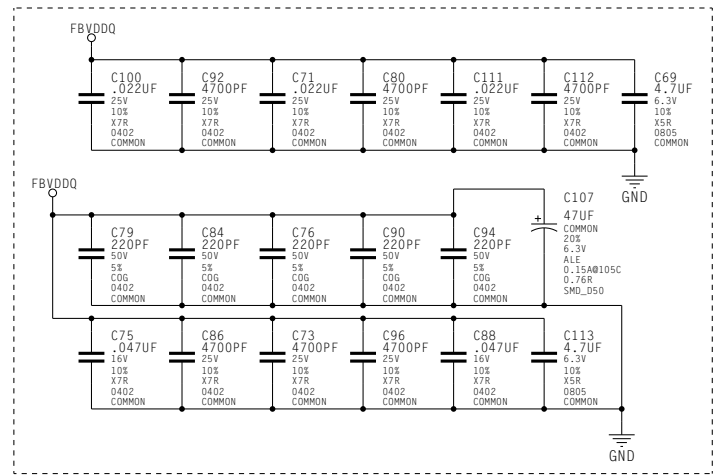 FBVDDQ
C100
.022UF
25V
10%
X7R
0402
COMMON
C92
4700PF
25V
10%
X7R
0402
COMMON
C71
.022UF
25V
10%
X7R
0402
COMMON
C80
4700PF
25V
10%
X7R
0402
COMMON
C111
.022UF
25V
10%
X7R
0402
COMMON
C112
4700PF
25V
10%
X7R
0402
COMMON
C69
4.7UF
6.3V
10%
X5R
0805
COMMON
GND
FBVDDQ
C79
220PF
50V
5%
COG
0402
COMMON
C84
220PF
50V
5%
COG
0402
COMMON
C76
220PF
50V
5%
COG
0402
COMMON
C90
220PF
50V
5%
COG
0402
COMMON
C94
220PF
50V
5%
COG
0402
COMMON
C107
+
47UF
COMMON
20%
6.3V
ALE
0.15A@105C
0.76R
SMD_D50
C75
.047UF
16V
10%
X7R
0402
COMMON
C86
4700PF
25V
10%
X7R
0402
COMMON
C73
4700PF
25V
10%
X7R
0402
COMMON
C96
4700PF
25V
10%
X7R
0402
COMMON
C88
.047UF
16V
10%
X7R
0402
COMMON
C113
4.7UF
6.3V
10%
X5R
0805
COMMON
GND